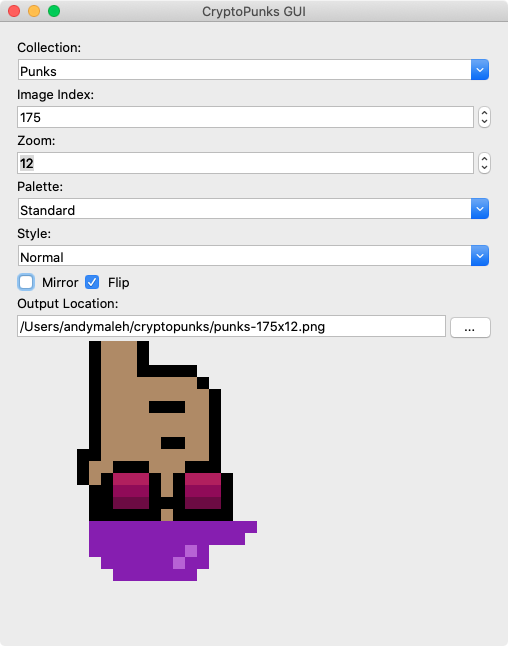 CryptoPunks GUI
Collection:
Punks
Image Index:
175
Zoom:
12
Palette:
Standard
Style:
Normal
Mirror Flip
Output Location:
/Users/andymaleh/cryptopunks/punks-175x12.png ...